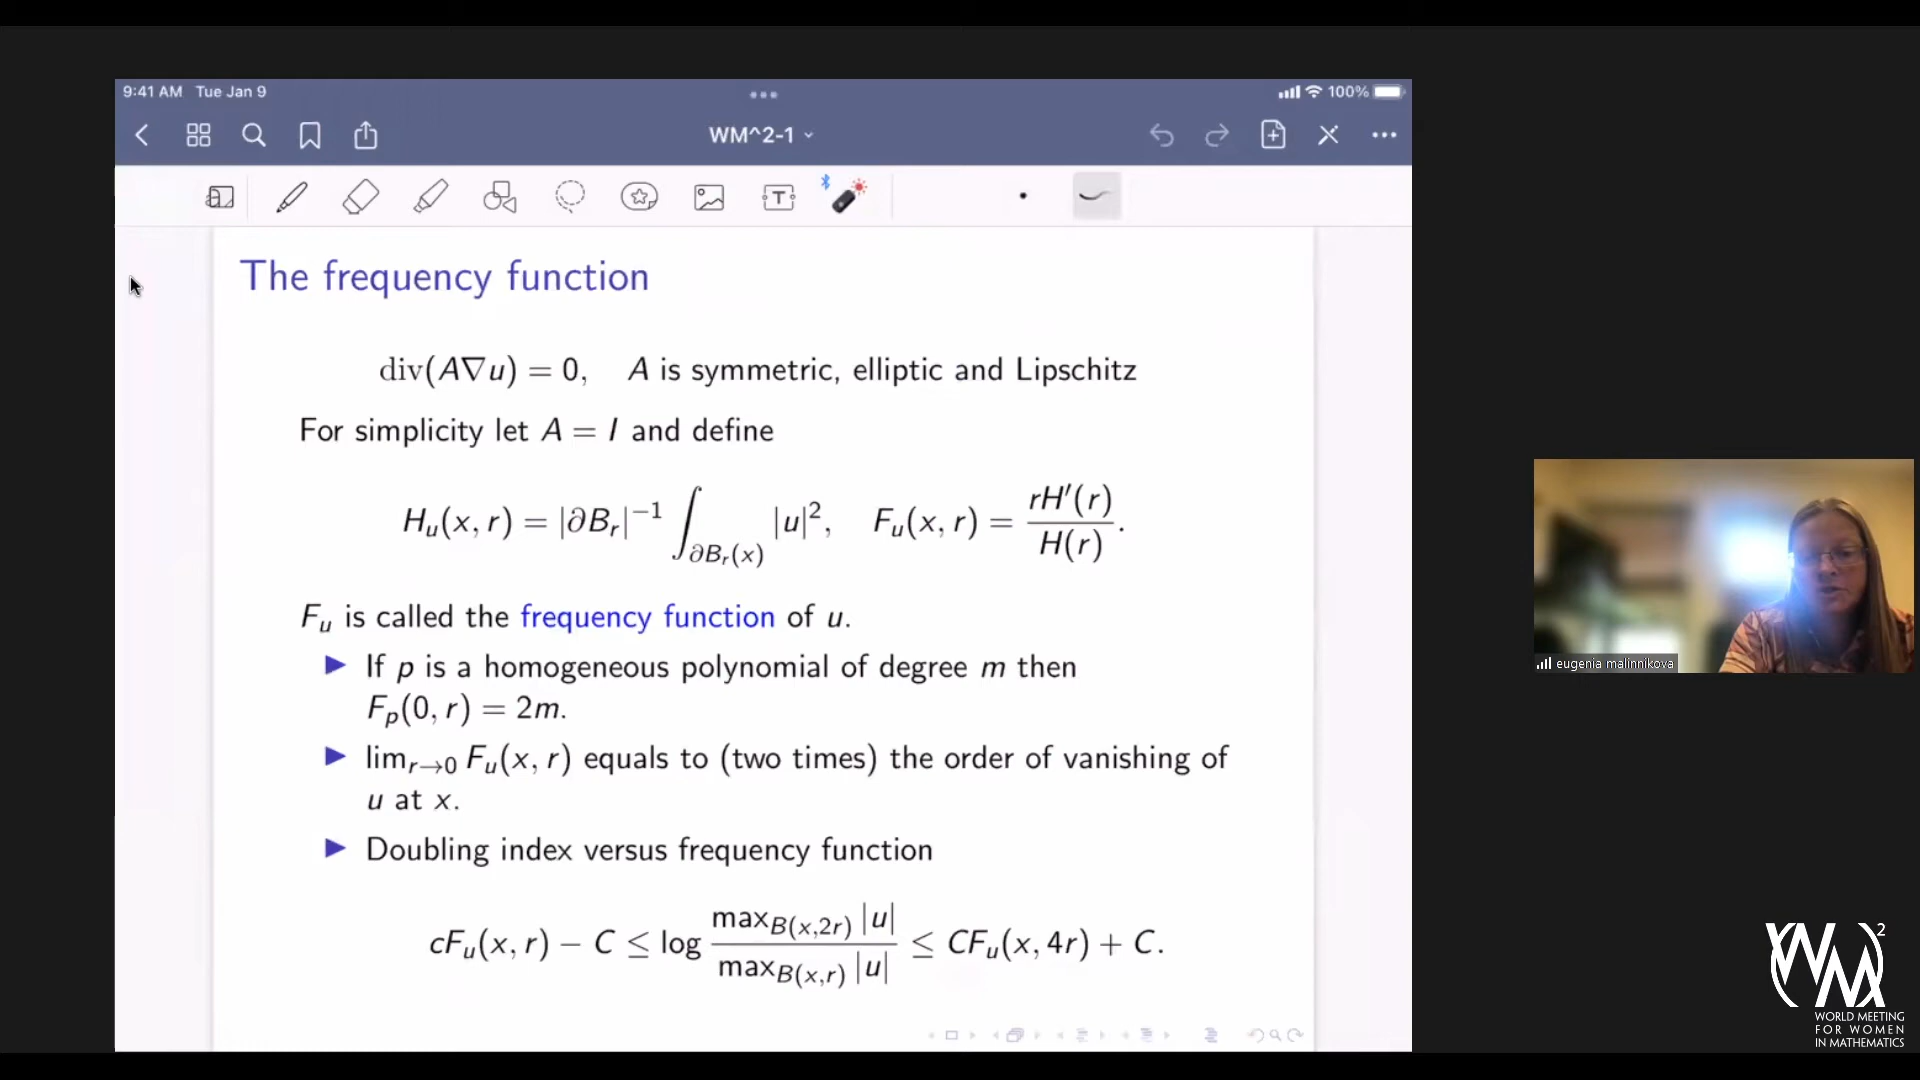 9:41 AM Tue Jan 9
100%
WM^2-1
The frequency function
div(A∇u) = 0, A is symmetric, elliptic and Lipschitz
For simplicity let A = I and define
H_u(x, r) = |∂B_r|^{-1} ∫_{∂B_r(x)} |u|^2, F_u(x, r) = rH′(r) / H(r).
F_u is called the frequency function of u.
▶ If p is a homogeneous polynomial of degree m then
F_p(0, r) = 2m.
▶ lim_{r→0} F_u(x, r) equals to (two times) the order of vanishing of
u at x.
▶ Doubling index versus frequency function
cF_u(x, r) − C ≤ log max_{B(x,2r)} |u| / max_{B(x,r)} |u| ≤ CF_u(x, 4r) + C.
eugenia malinnikova
WM 2
WORLD MEETING
FOR WOMEN
IN MATHEMATICS